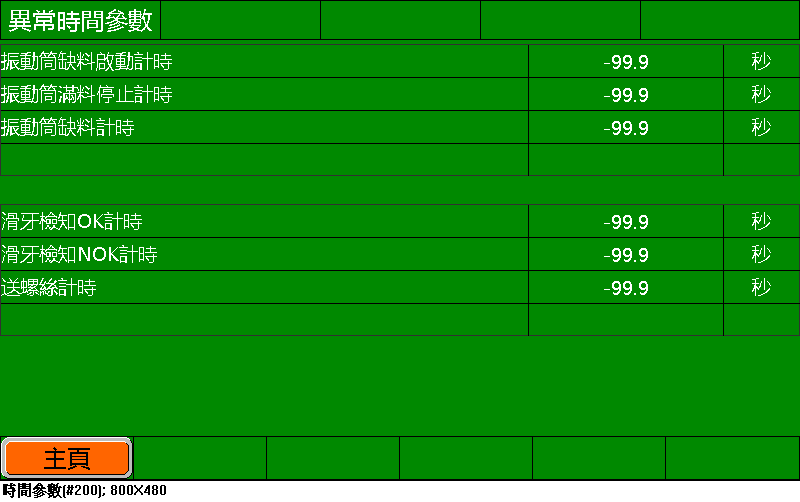 異常時間參數
振動筒缺料啟動計時 -99.9 秒
振動筒滿料停止計時 -99.9 秒
振動筒缺料計時 -99.9 秒
滑牙檢知OK計時 -99.9 秒
滑牙檢知NOK計時 -99.9 秒
送螺絲計時 -99.9 秒
主頁
時間參數(#200); 800X480